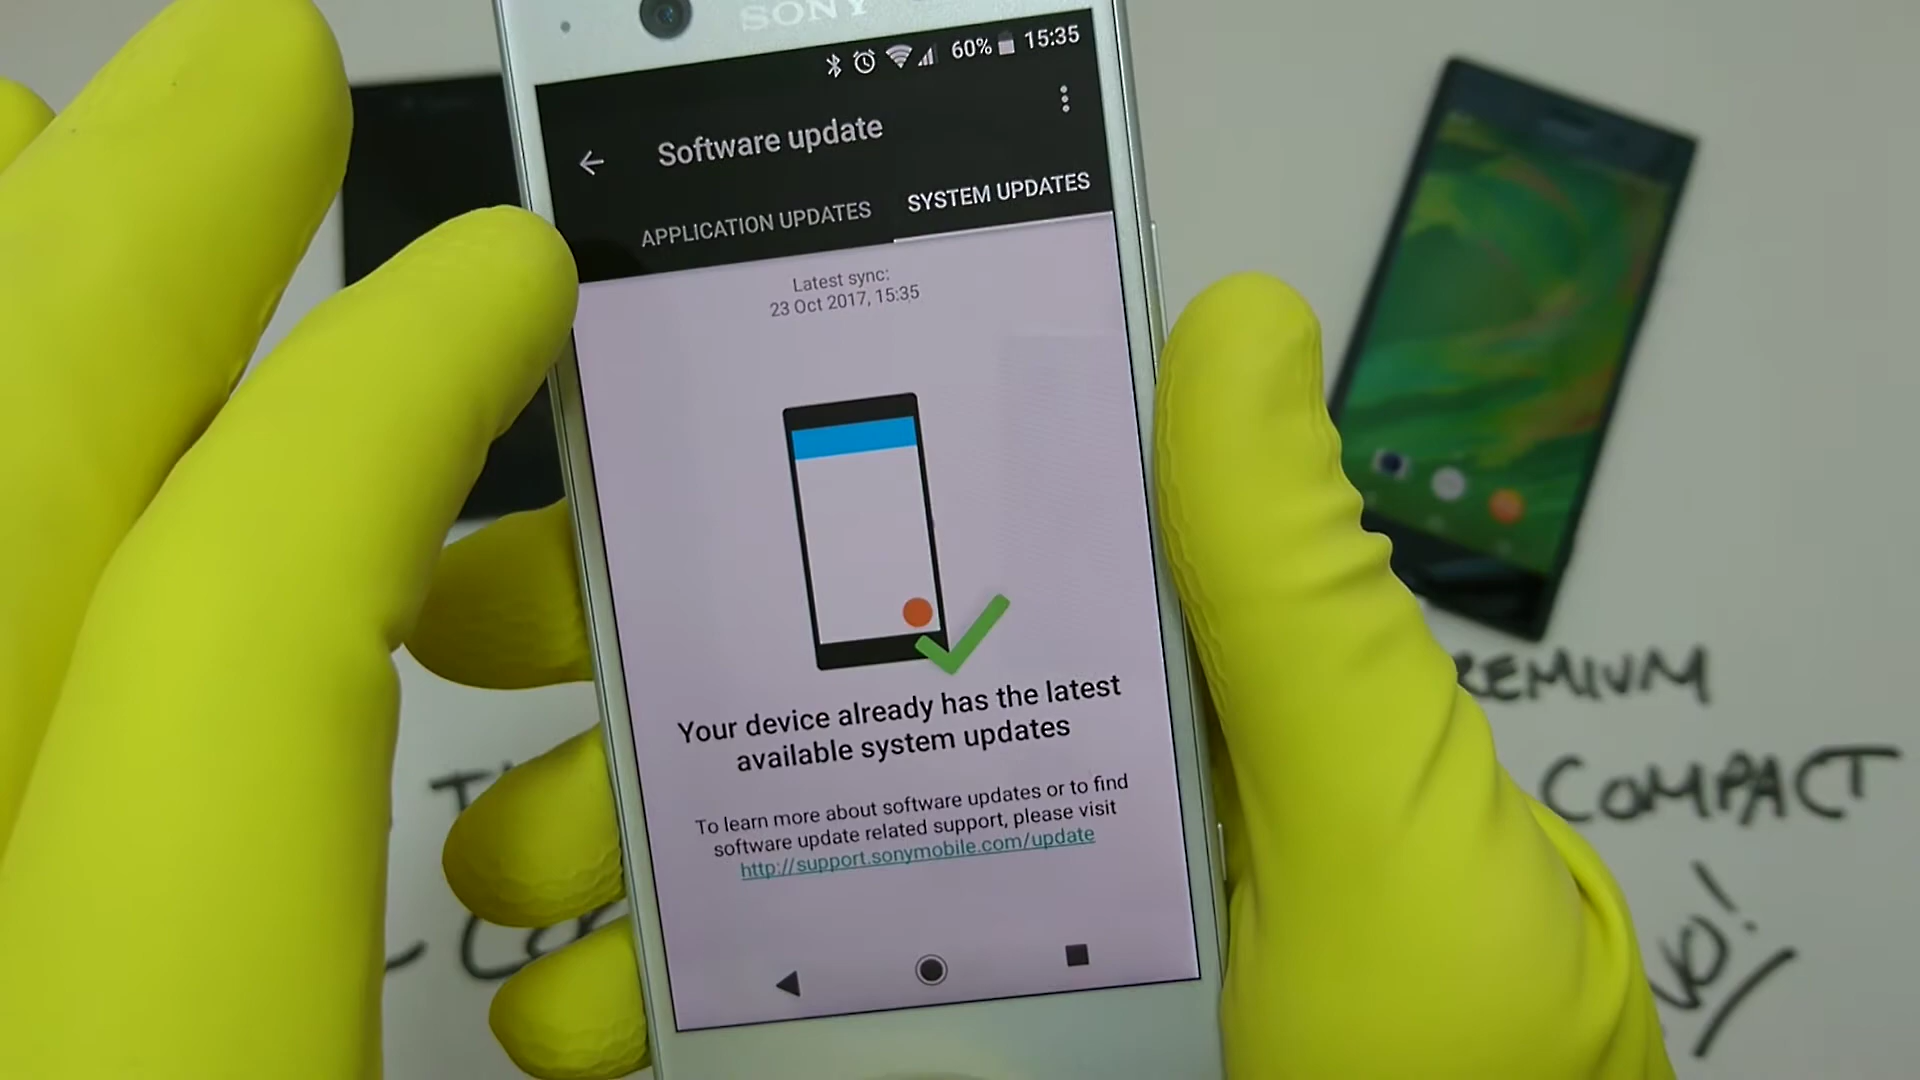 SONY
60% 15:35
Software update
APPLICATION UPDATES
SYSTEM UPDATES
Latest sync:
23 Oct 2017, 15:35
Your device already has the latest
available system updates
To learn more about software updates or to find
software update related support, please visit
http://support.sonymobile.com/update
COMPACT